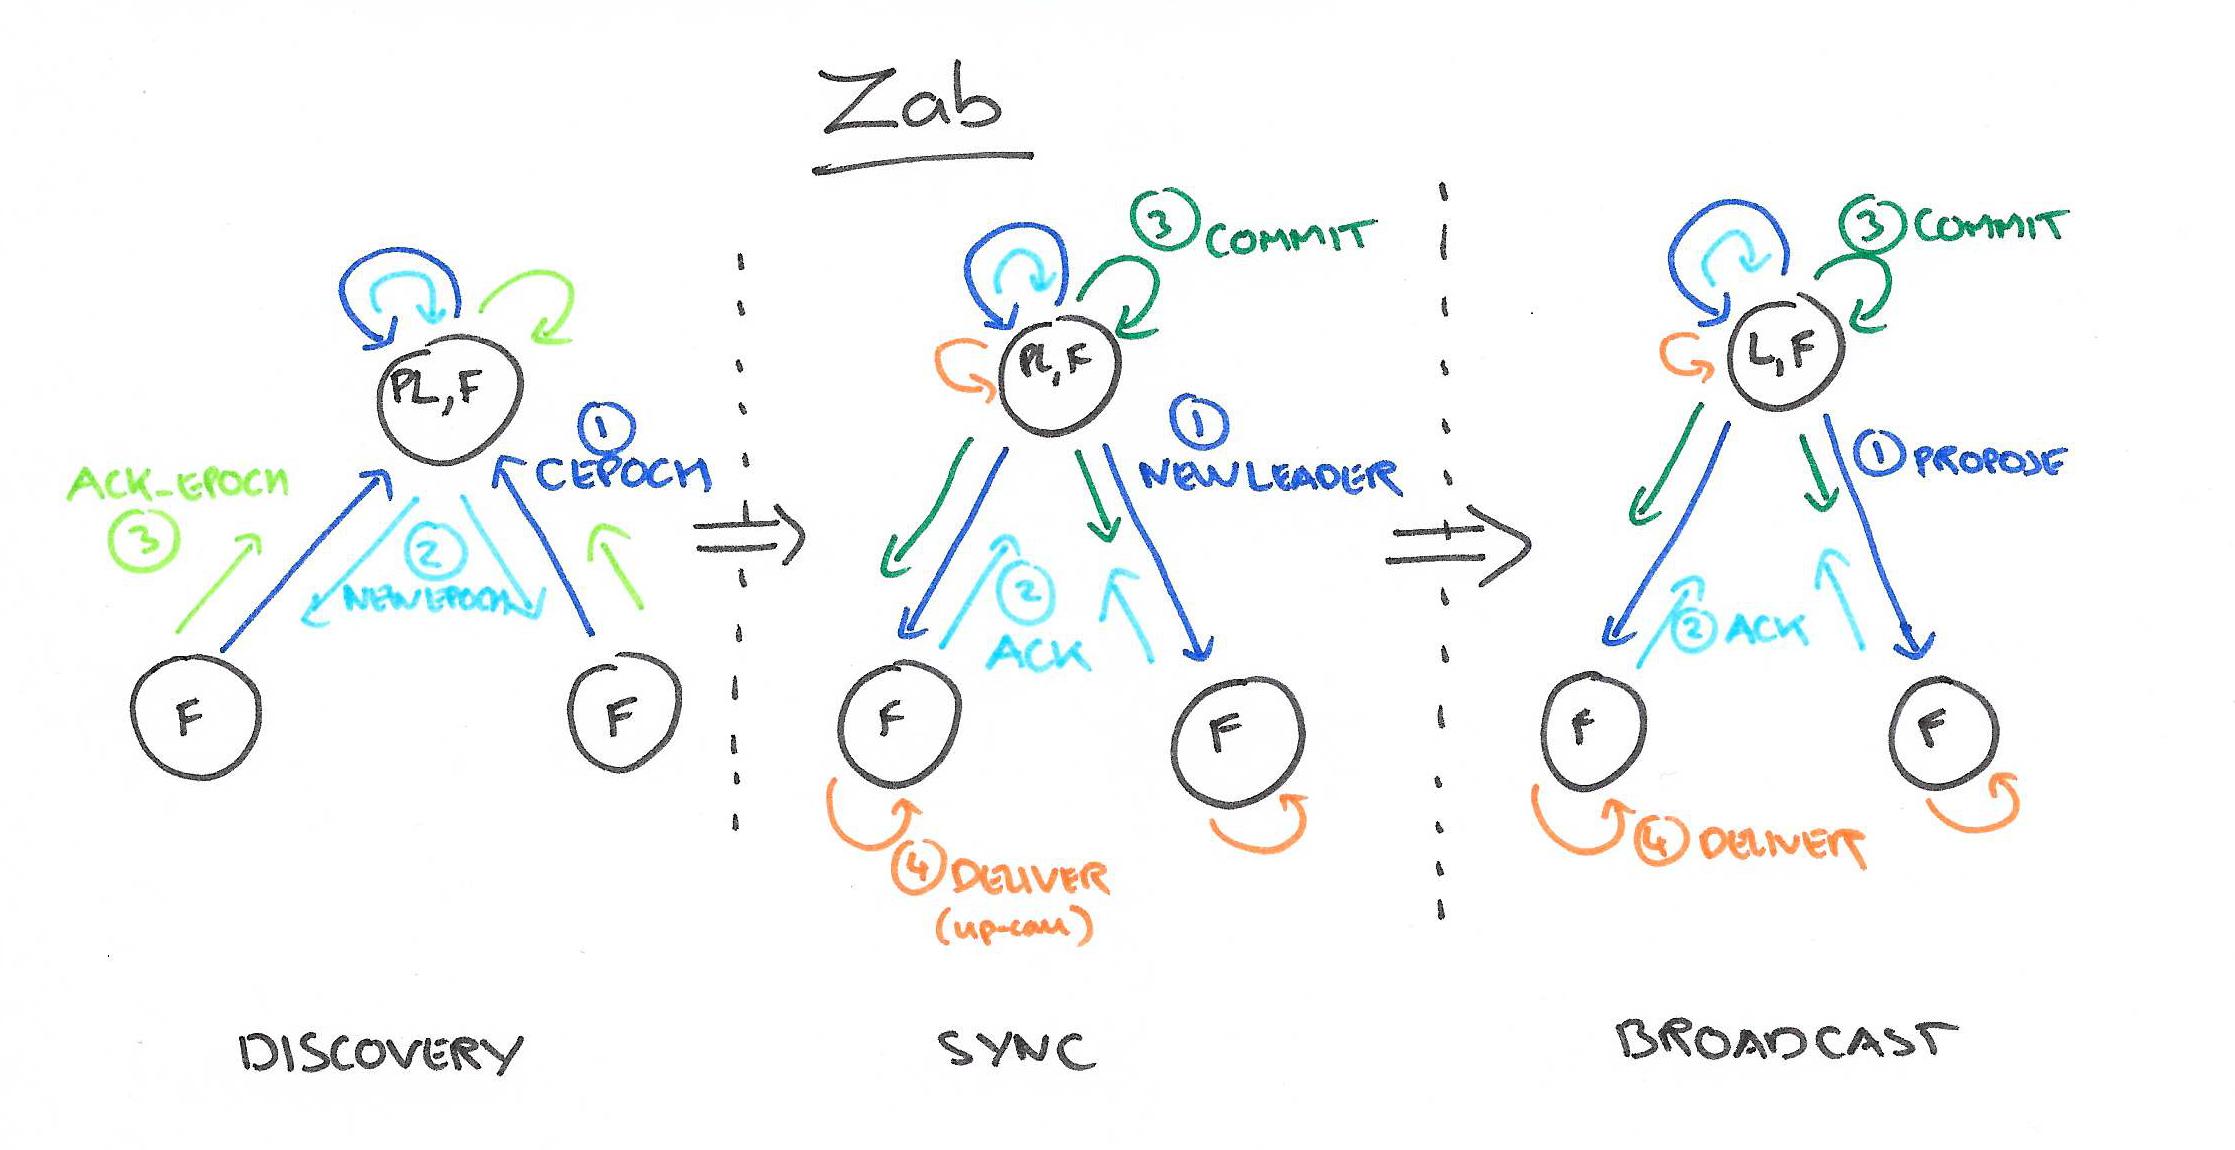 Zab
PL, F
① CEPOCH
② NEWEPOCH
ACK-EPOCH
③
F
F
DISCOVERY
③ COMMIT
PL, F
① NEWLEADER
② ACK
F
F
④ DELIVER
(up-call)
SYNC
③ COMMIT
L, F
① PROPOSE
② ACK
F
F
④ DELIVER
BROADCAST